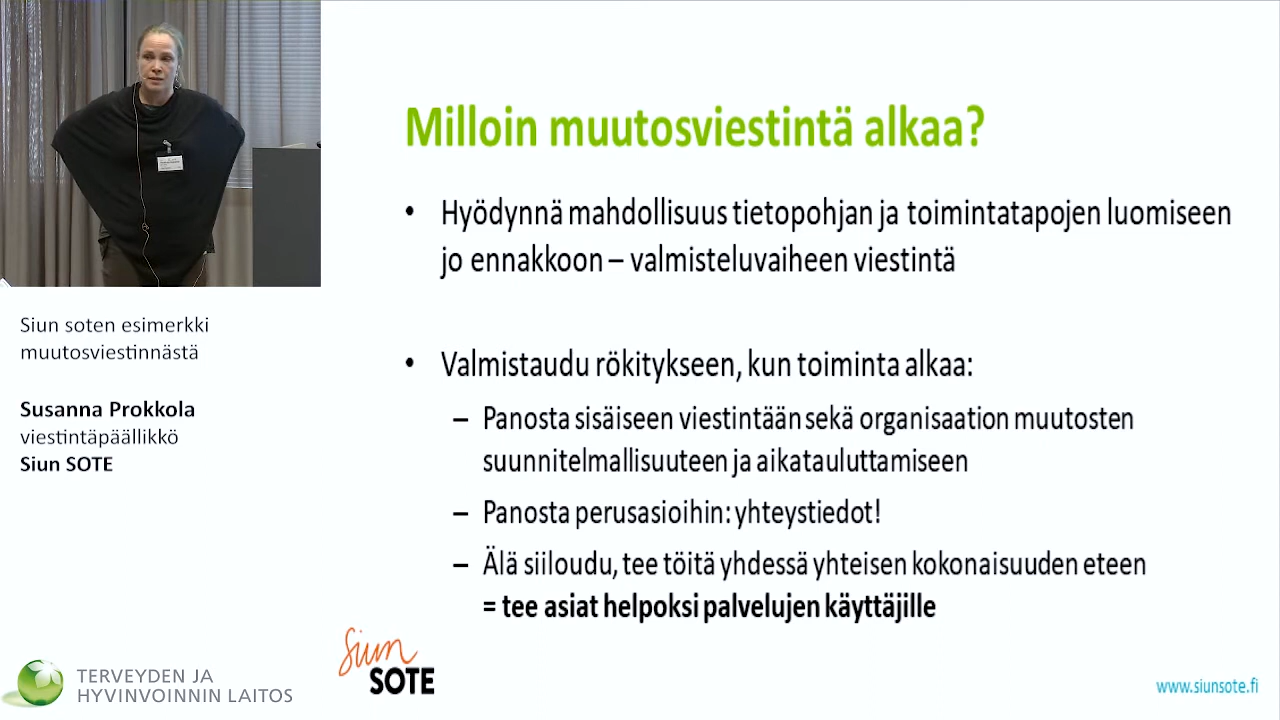 Milloin muutosviestintä alkaa?
• Hyödynnä mahdollisuus tietopohjan ja toimintatapojen luomiseen
jo ennakkoon – valmisteluvaiheen viestintä
• Valmistaudu rökitykseen, kun toiminta alkaa:
– Panosta sisäiseen viestintään sekä organisaation muutosten
suunnitelmallisuuteen ja aikatauluttamiseen
– Panosta perusasioihin: yhteystiedot!
– Älä siiloudu, tee töitä yhdessä yhteisen kokonaisuuden eteen
= tee asiat helpoksi palvelujen käyttäjille
Siun soten esimerkki
muutosviestinnästä
Susanna Prokkola
viestintäpäällikkö
Siun SOTE
TERVEYDEN JA
HYVINVOINNIN LAITOS
Siun
SOTE
www.siunsote.fi